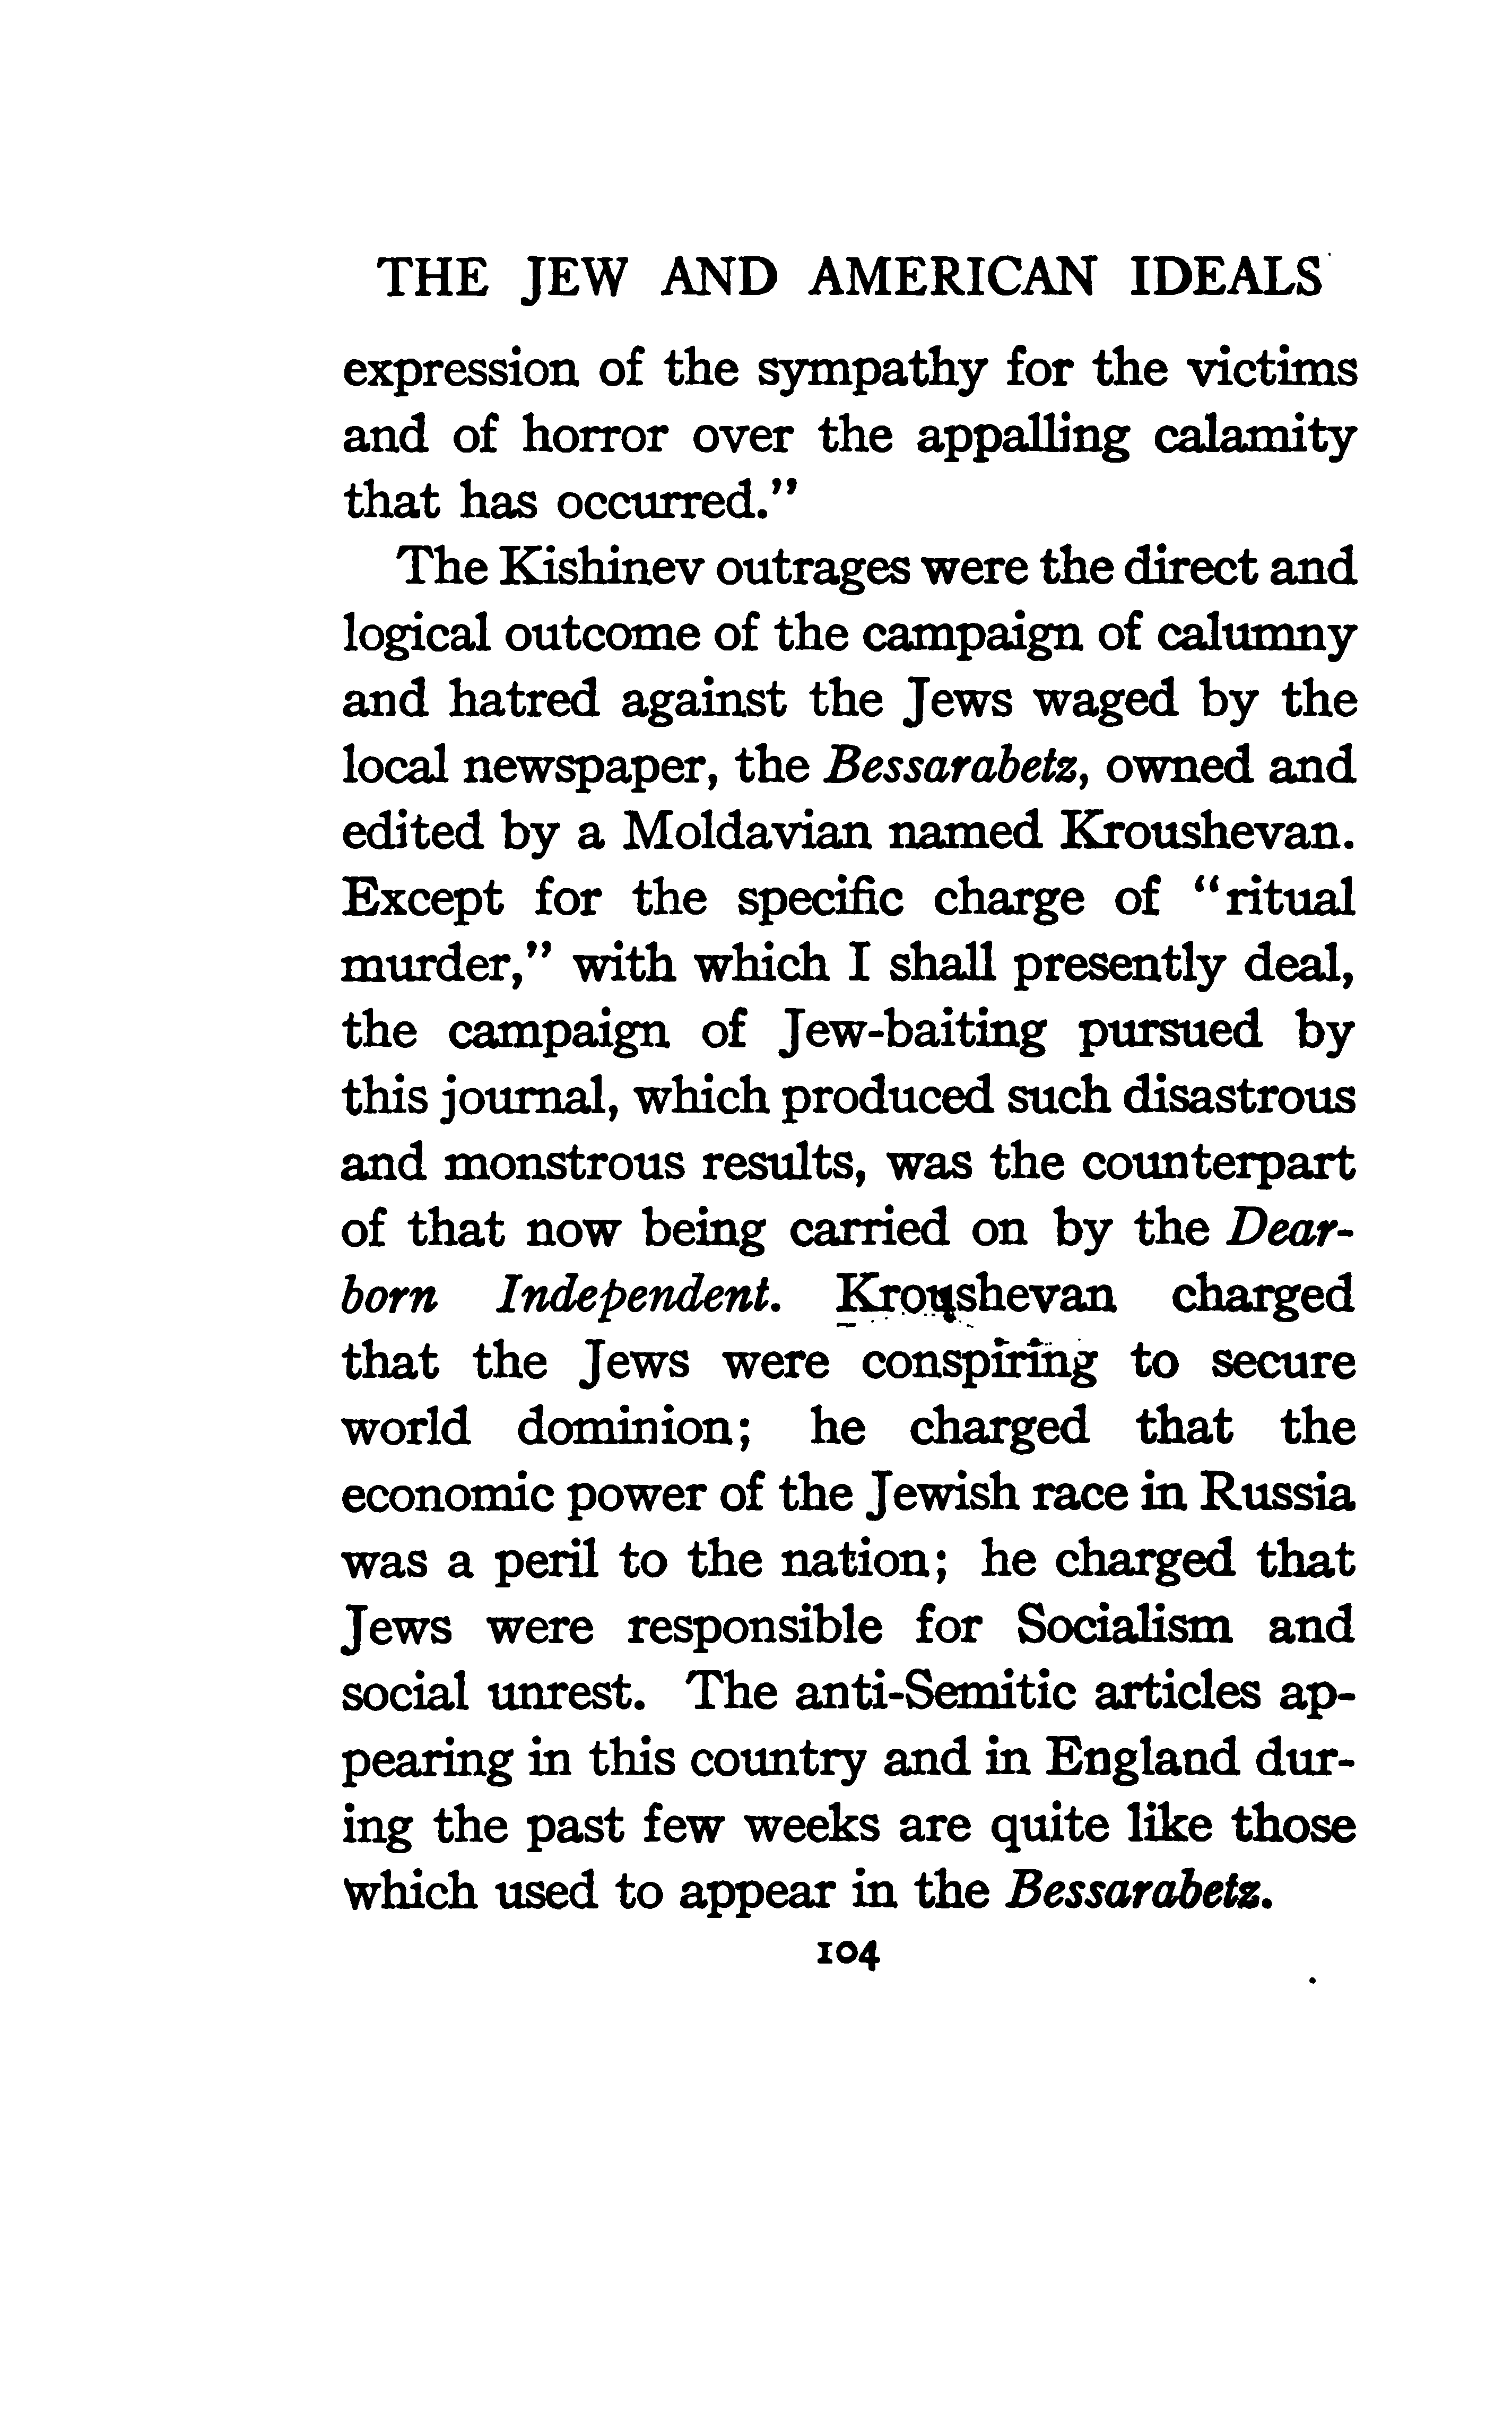 THE JEW AND AMERICAN IDEALS
expression of the sympathy for the victims
and of horror over the appalling calamity
that has occurred.”
The Kishinev outrages were the direct and
logical outcome of the campaign of calumny
and hatred against the Jews waged by the
local newspaper, the Bessarabetz, owned and
edited by a Moldavian named Kroushevan.
Except for the specific charge of “ritual
murder,” with which I shall presently deal,
the campaign of Jew-baiting pursued by
this journal, which produced such disastrous
and monstrous results, was the counterpart
of that now being carried on by the Dear-
born Independent. Kroushevan charged
that the Jews were conspiring to secure
world dominion; he charged that the
economic power of the Jewish race in Russia
was a peril to the nation; he charged that
Jews were responsible for Socialism and
social unrest. The anti-Semitic articles ap-
pearing in this country and in England dur-
ing the past few weeks are quite like those
which used to appear in the Bessarabetz.
104